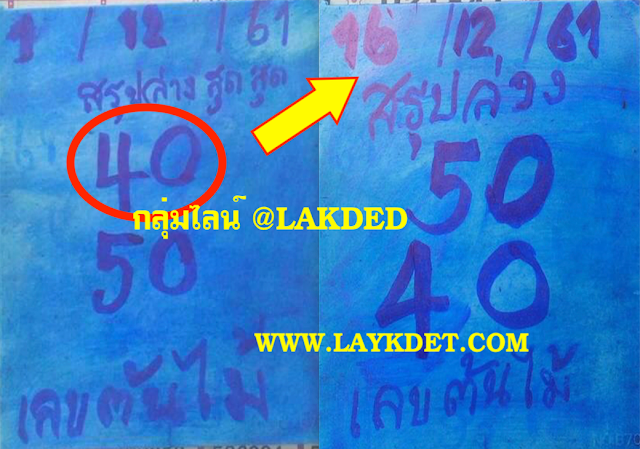 1 / 12 / 61
สรุปล่าง สุด สุด
40
50
เลขต้นไม้
16 / 12 / 61
สรุปล่าง
50
40
เลขต้นไม้
กลุ่มไลน์ @LAKDED
WWW.LAYKDET.COM